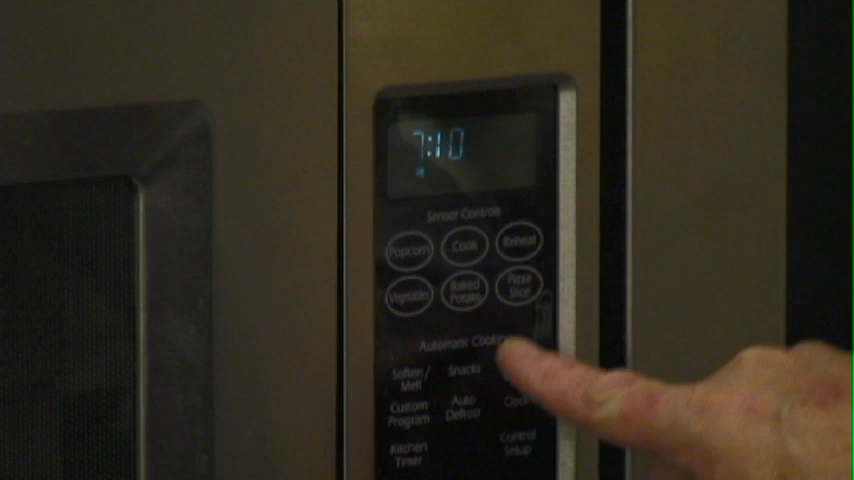 7:10
Sensor Controls
Popcorn Cook Reheat
Vegetables Baked Potato Pizza Slice
Automatic Cooking
Soften / Melt Snacks
Custom Program Auto Defrost Clock
Kitchen Timer Control Setup